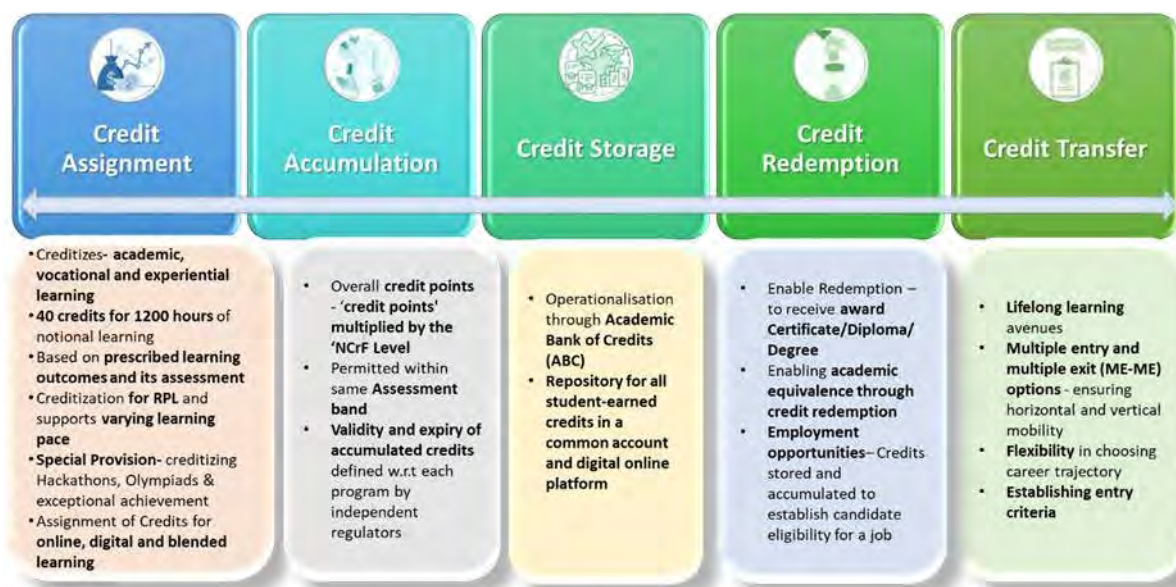 Credit
Assignment
Credit
Accumulation
Credit Storage
Credit
Redemption
Credit Transfer
• Creditizes- academic,
vocational and experiential
learning
• 40 credits for 1200 hours of
notional learning
• Based on prescribed learning
outcomes and its assessment
• Creditization for RPL and
supports varying learning
pace
• Special Provision- creditizing
Hackathons, Olympiads &
exceptional achievement
• Assignment of Credits for
online, digital and blended
learning
• Overall credit points
- 'credit points'
multiplied by the
'NCrF Level
• Permitted within
same Assessment
band
• Validity and expiry of
accumulated credits
defined w.r.t each
program by
independent
regulators
• Operationalisation
through Academic
Bank of Credits
(ABC)
• Repository for all
student-earned
credits in a
common account
and digital online
platform
• Enable Redemption –
to receive award
Certificate/Diploma/
Degree
• Enabling academic
equivalence through
credit redemption
• Employment
opportunities– Credits
stored and
accumulated to
establish candidate
eligibility for a job
• Lifelong learning
avenues
• Multiple entry and
multiple exit (ME-ME)
options - ensuring
horizontal and vertical
mobility
• Flexibility in choosing
career trajectory
• Establishing entry
criteria